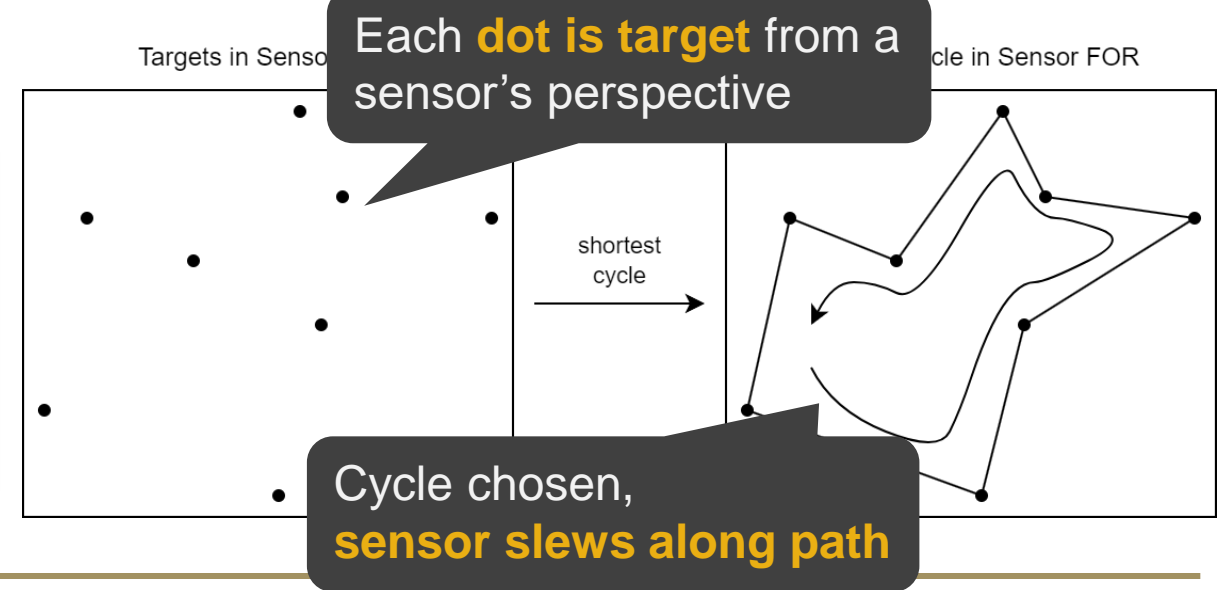 Each dot is target from a
sensor's perspective
Targets in
cle in Sensor FOR
shortest
cycle
Cycle chosen,
sensor slews along path